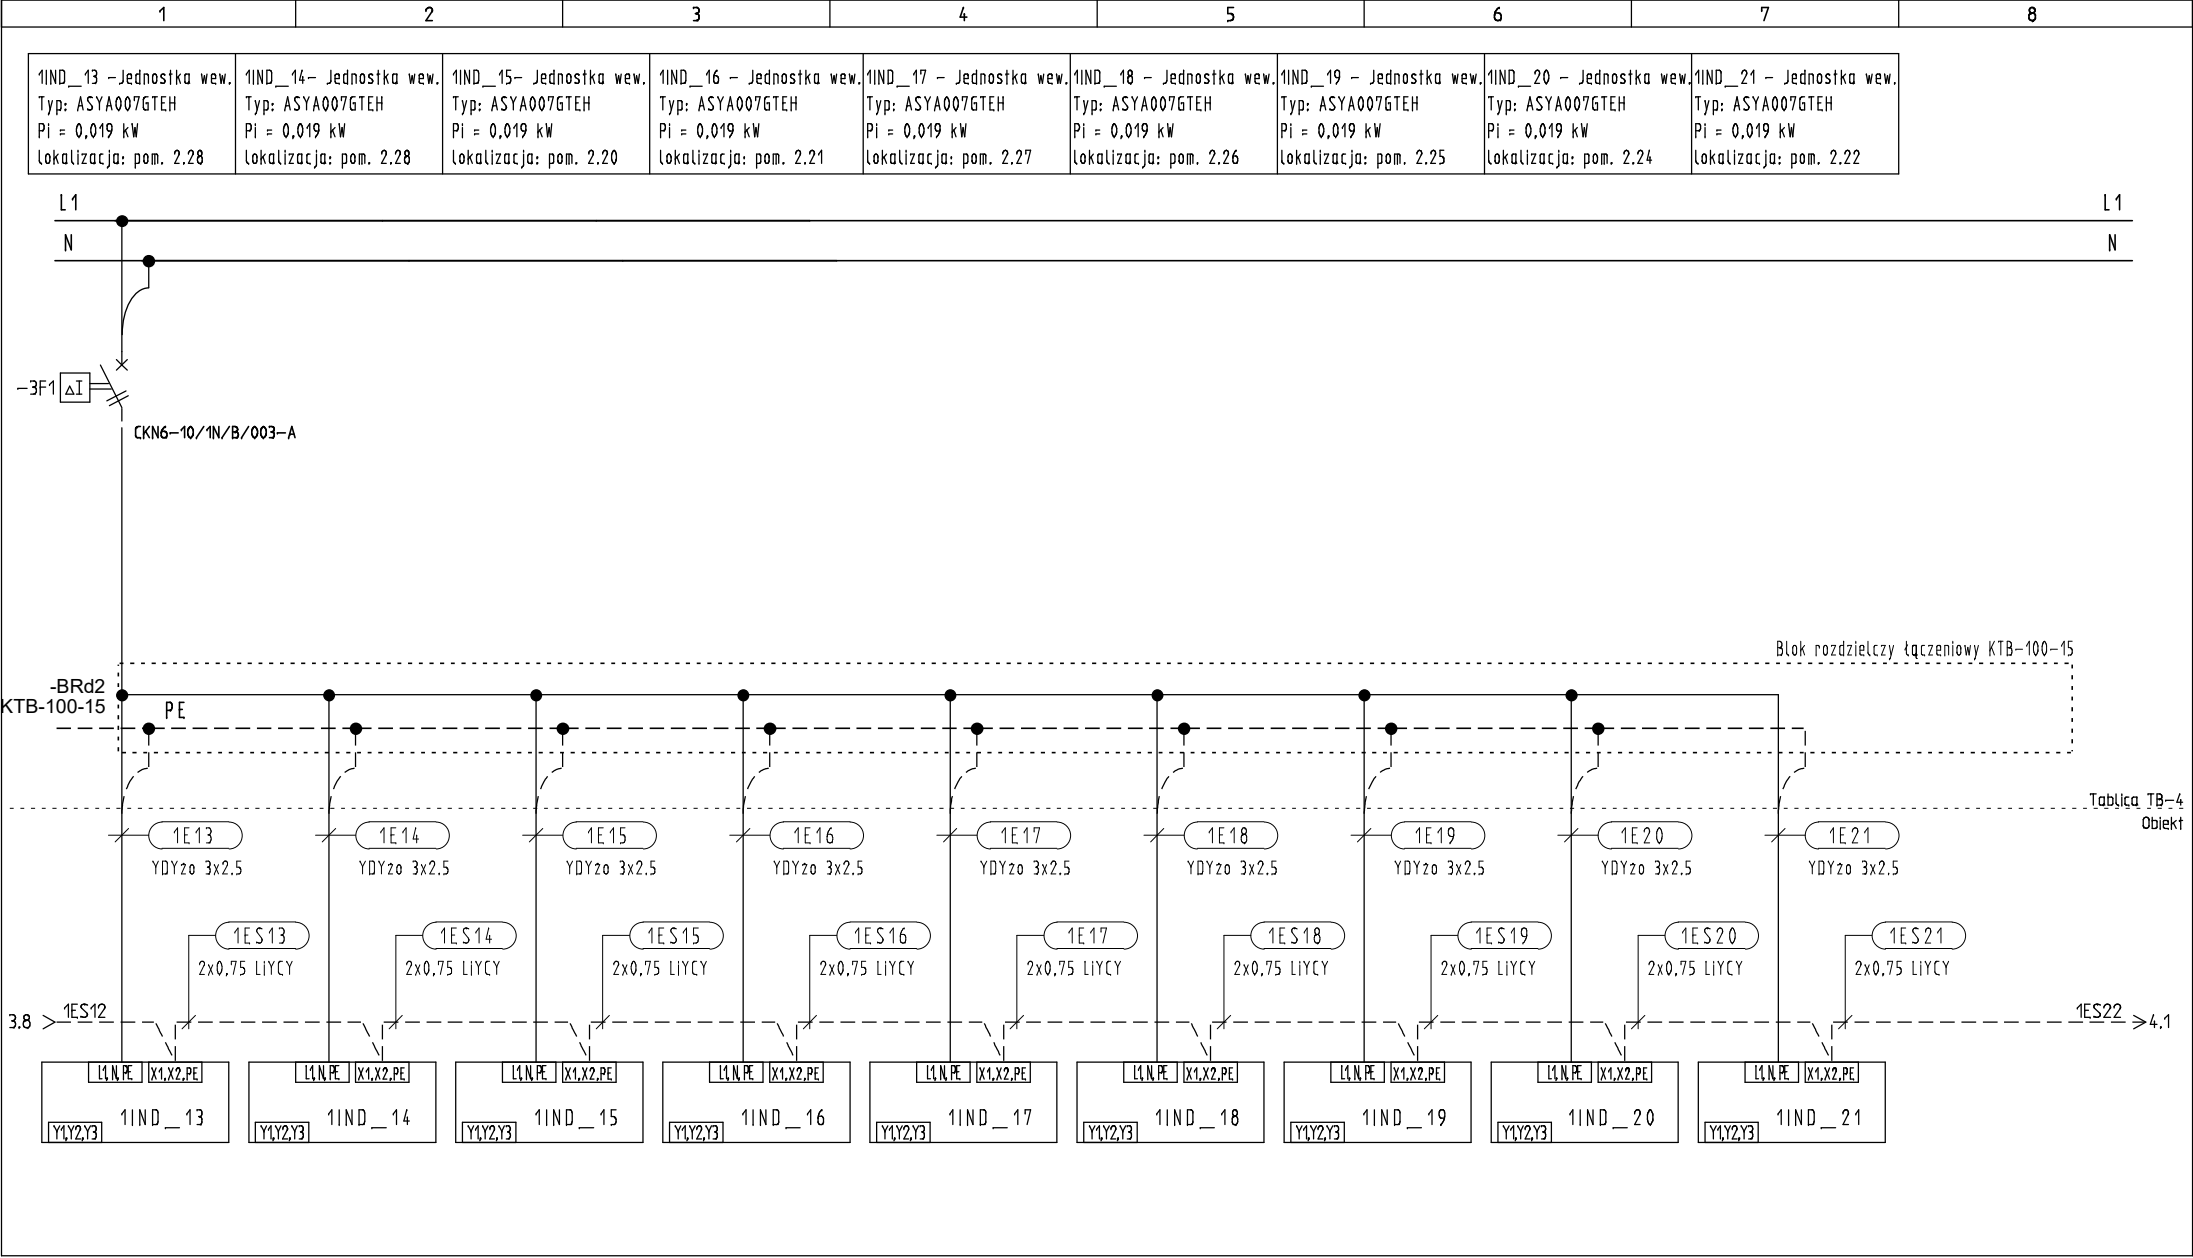 1 2 3 4 5 6 7 8
1IND_13 -Jednostka wew.
Typ: ASYA007GTEH
Pi = 0,019 kW
lokalizacja: pom. 2.28
1IND_14- Jednostka wew.
Typ: ASYA007GTEH
Pi = 0,019 kW
lokalizacja: pom. 2.28
1IND_15- Jednostka wew.
Typ: ASYA007GTEH
Pi = 0,019 kW
lokalizacja: pom. 2.20
1IND_16 - Jednostka wew.
Typ: ASYA007GTEH
Pi = 0,019 kW
lokalizacja: pom. 2.21
1IND_17 - Jednostka wew.
Typ: ASYA007GTEH
Pi = 0,019 kW
lokalizacja: pom. 2.27
1IND_18 - Jednostka wew.
Typ: ASYA007GTEH
Pi = 0,019 kW
lokalizacja: pom. 2.26
1IND_19 - Jednostka wew.
Typ: ASYA007GTEH
Pi = 0,019 kW
lokalizacja: pom. 2.25
1IND_20 - Jednostka wew.
Typ: ASYA007GTEH
Pi = 0,019 kW
lokalizacja: pom. 2.24
1IND_21 - Jednostka wew.
Typ: ASYA007GTEH
Pi = 0,019 kW
lokalizacja: pom. 2.22
L1 L1
N N
-3F1 ΔI
CKN6-10/1N/B/003-A
Blok rozdzielczy łączeniowy KTB-100-15
-BRd2
KTB-100-15
PE
Tablica TB-4
Obiekt
1E13 1E14 1E15 1E16 1E17 1E18 1E19 1E20 1E21
YDYżo 3x2.5 YDYżo 3x2.5 YDYżo 3x2.5 YDYżo 3x2.5 YDYżo 3x2.5 YDYżo 3x2.5 YDYżo 3x2.5 YDYżo 3x2.5 YDYżo 3x2.5
1ES13 1ES14 1ES15 1ES16 1E17 1ES18 1ES19 1ES20 1ES21
2x0,75 LiYCY 2x0,75 LiYCY 2x0,75 LiYCY 2x0,75 LiYCY 2x0,75 LiYCY 2x0,75 LiYCY 2x0,75 LiYCY 2x0,75 LiYCY 2x0,75 LiYCY
3.8 1ES12 1ES22 4.1
L1,N,PE X1,X2,PE L1,N,PE X1,X2,PE L1,N,PE X1,X2,PE L1,N,PE X1,X2,PE L1,N,PE X1,X2,PE L1,N,PE X1,X2,PE L1,N,PE X1,X2,PE L1,N,PE X1,X2,PE L1,N,PE X1,X2,PE
1IND_13 1IND_14 1IND_15 1IND_16 1IND_17 1IND_18 1IND_19 1IND_20 1IND_21
Y1,Y2,Y3 Y1,Y2,Y3 Y1,Y2,Y3 Y1,Y2,Y3 Y1,Y2,Y3 Y1,Y2,Y3 Y1,Y2,Y3 Y1,Y2,Y3 Y1,Y2,Y3